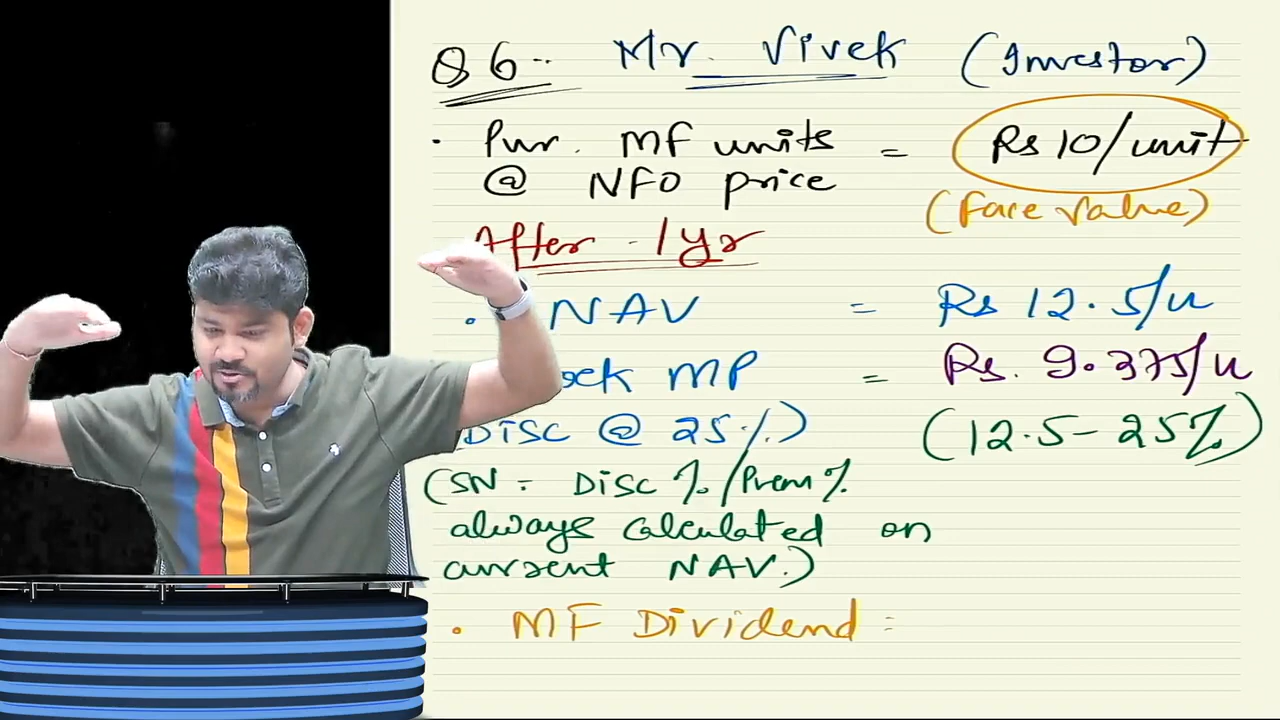 Q6.. Mr. Vivek (Investor)
• Pur. MF units = Rs 10/unit
@ NFO price
(Face value)
After 1yr
• NAV = Rs 12.5/u
MP = Rs. 9.375/u
Disc @ 25%) (12.5 - 25%)
(SN: Disc %/Prem %
always calculated on
current NAV.)
• MF Dividend =